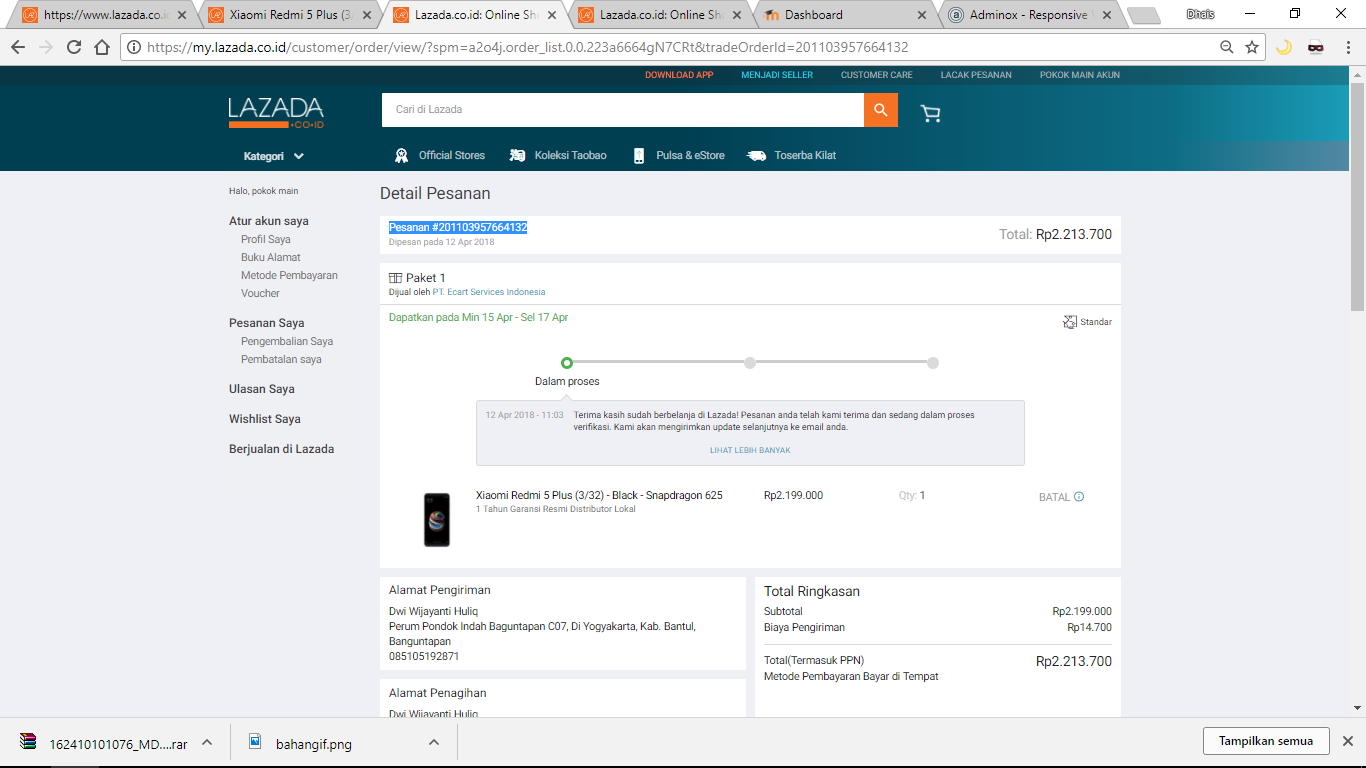 https://www.lazada.co.i
Xiaomi Redmi 5 Plus (3/
Lazada.co.id: Online Sh
Lazada.co.id: Online Sh
Dashboard
Adminox - Responsive
Dhcis
https://my.lazada.co.id/customer/order/view/?spm=a2o4j.order_list.0.0.223a6664gN7CRt&tradeOrderId=201103957664132
DOWNLOAD APP
MENJADI SELLER
CUSTOMER CARE
LACAK PESANAN
POKOK MAIN AKUN
LAZADA
.CO.ID
Cari di Lazada
Kategori
Official Stores
Koleksi Taobao
Pulsa & eStore
Toserba Kilat
Halo, pokok main
Atur akun saya
Profil Saya
Buku Alamat
Metode Pembayaran
Voucher
Pesanan Saya
Pengembalian Saya
Pembatalan saya
Ulasan Saya
Wishlist Saya
Berjualan di Lazada
Detail Pesanan
Pesanan #201103957664132
Dipesan pada 12 Apr 2018
Total: Rp2.213.700
Paket 1
Dijual oleh PT. Ecart Services Indonesia
Dapatkan pada Min 15 Apr - Sel 17 Apr
Standar
Dalam proses
12 Apr 2018 - 11:03
Terima kasih sudah berbelanja di Lazada! Pesanan anda telah kami terima dan sedang dalam proses
verifikasi. Kami akan mengirimkan update selanjutnya ke email anda.
LIHAT LEBIH BANYAK
Xiaomi Redmi 5 Plus (3/32) - Black - Snapdragon 625
1 Tahun Garansi Resmi Distributor Lokal
Rp2.199.000
Qty: 1
BATAL
Alamat Pengiriman
Dwi Wijayanti Huliq
Perum Pondok Indah Baguntapan C07, Di Yogyakarta, Kab. Bantul,
Banguntapan
085105192871
Alamat Penagihan
Dwi Wijayanti Huliq
Total Ringkasan
Subtotal
Rp2.199.000
Biaya Pengiriman
Rp14.700
Total(Termasuk PPN)
Rp2.213.700
Metode Pembayaran Bayar di Tempat
162410101076_MD....rar
bahangif.png
Tampilkan semua